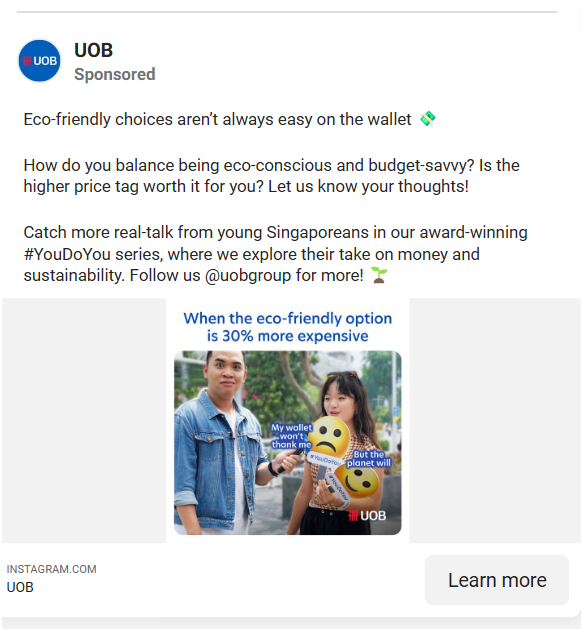 UOB
UOB
Sponsored
Eco-friendly choices aren’t always easy on the wallet 💸
How do you balance being eco-conscious and budget-savvy? Is the
higher price tag worth it for you? Let us know your thoughts!
Catch more real-talk from young Singaporeans in our award-winning
#YouDoYou series, where we explore their take on money and
sustainability. Follow us @uobgroup for more! 🌱
When the eco-friendly option
is 30% more expensive
My wallet
won't
thank me
#YouDoYou
But the
planet will
#YouDoYou
UOB
INSTAGRAM.COM
UOB
Learn more